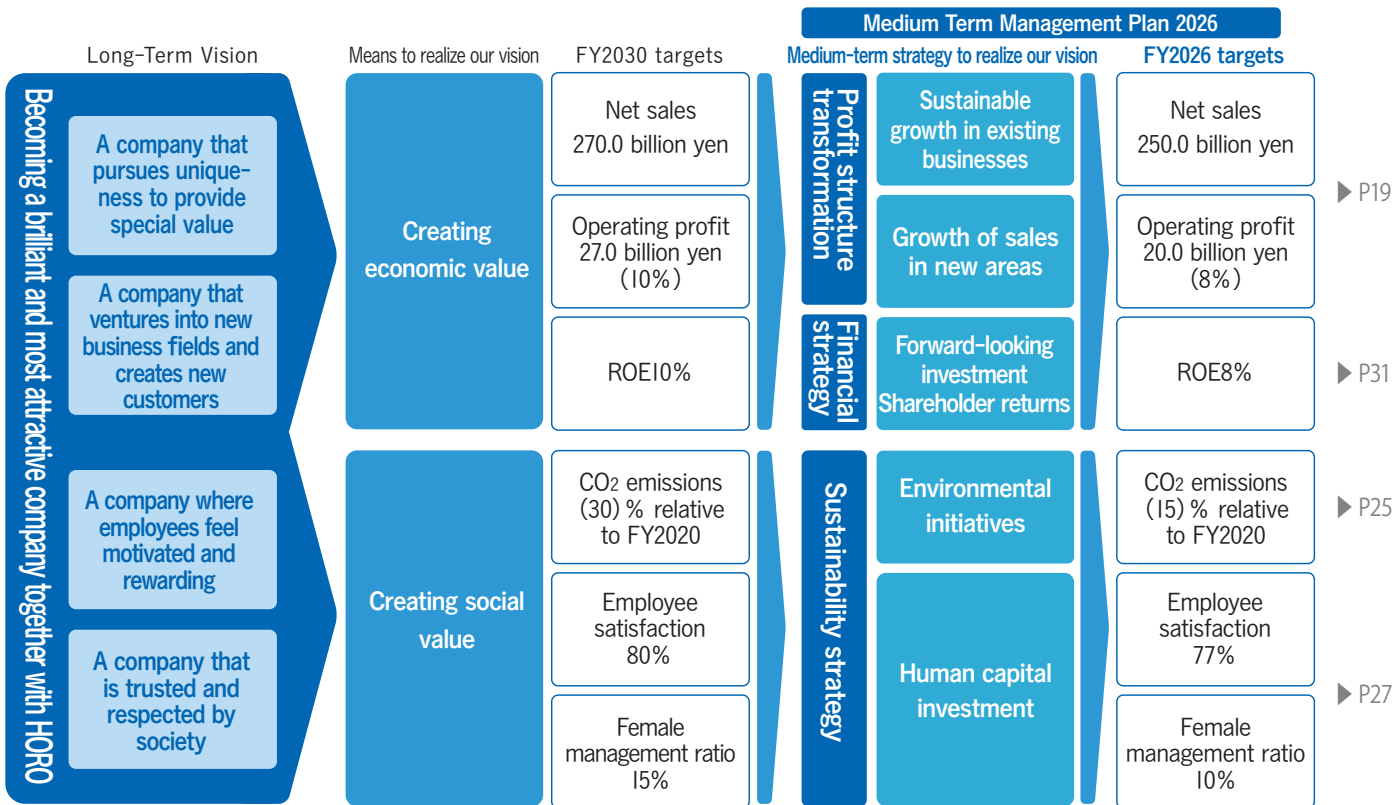 Medium Term Management Plan 2026
Long-Term Vision
Means to realize our vision
FY2030 targets
Medium-term strategy to realize our vision
FY2026 targets
Becoming a brilliant and most attractive company together with HORO
A company that
pursues unique-
ness to provide
special value
A company that
ventures into new
business fields and
creates new
customers
A company where
employees feel
motivated and
rewarding
A company that
is trusted and
respected by
society
Creating
economic value
Net sales
270.0 billion yen
Operating profit
27.0 billion yen
(10%)
ROE10%
Profit structure
transformation
Sustainable
growth in existing
businesses
Growth of sales
in new areas
Financial
strategy
Forward-looking
investment
Shareholder returns
Net sales
250.0 billion yen
Operating profit
20.0 billion yen
(8%)
ROE8%
▶ P19
▶ P31
Creating social
value
CO2 emissions
(30) % relative
to FY2020
Employee
satisfaction
80%
Female
management ratio
15%
Sustainability strategy
Environmental
initiatives
Human capital
investment
CO2 emissions
(15) % relative
to FY2020
Employee
satisfaction
77%
Female
management ratio
10%
▶ P25
▶ P27